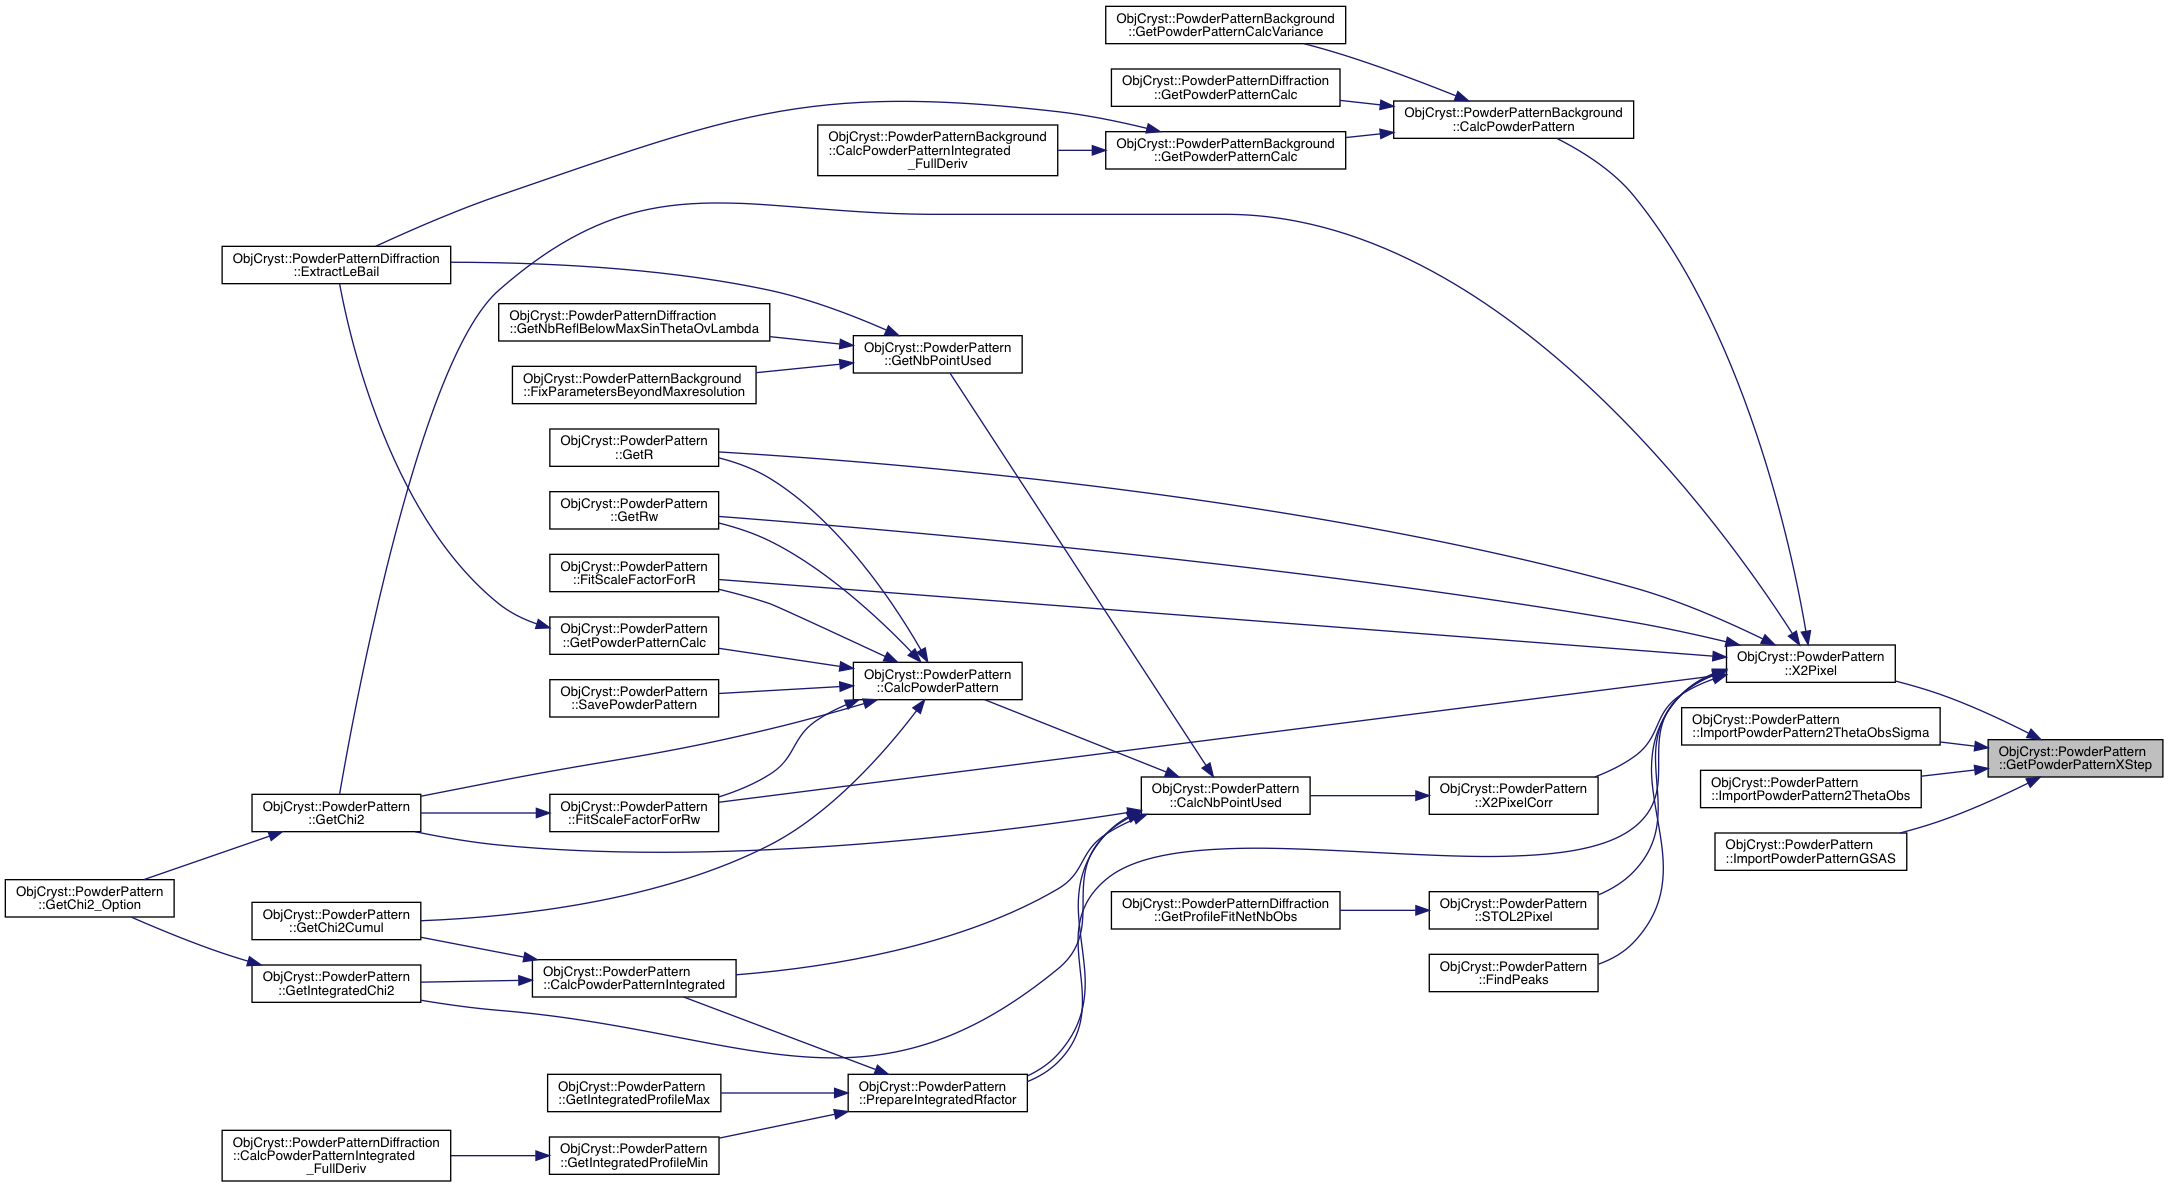 ObjCryst::PowderPatternBackground
::GetPowderPatternCalcVariance
ObjCryst::PowderPatternDiffraction
::GetPowderPatternCalc
ObjCryst::PowderPatternBackground
::CalcPowderPattern
ObjCryst::PowderPatternBackground
::CalcPowderPatternIntegrated
_FullDeriv
ObjCryst::PowderPatternBackground
::GetPowderPatternCalc
ObjCryst::PowderPatternDiffraction
::ExtractLeBail
ObjCryst::PowderPatternDiffraction
::GetNbReflBelowMaxSinThetaOvLambda
ObjCryst::PowderPattern
::GetNbPointUsed
ObjCryst::PowderPatternBackground
::FixParametersBeyondMaxresolution
ObjCryst::PowderPattern
::GetR
ObjCryst::PowderPattern
::GetRw
ObjCryst::PowderPattern
::FitScaleFactorForR
ObjCryst::PowderPattern
::GetPowderPatternCalc
ObjCryst::PowderPattern
::CalcPowderPattern
ObjCryst::PowderPattern
::X2Pixel
ObjCryst::PowderPattern
::SavePowderPattern
ObjCryst::PowderPattern
::ImportPowderPattern2ThetaObsSigma
ObjCryst::PowderPattern
::GetPowderPatternXStep
ObjCryst::PowderPattern
::ImportPowderPattern2ThetaObs
ObjCryst::PowderPattern
::GetChi2
ObjCryst::PowderPattern
::FitScaleFactorForRw
ObjCryst::PowderPattern
::CalcNbPointUsed
ObjCryst::PowderPattern
::X2PixelCorr
ObjCryst::PowderPattern
::ImportPowderPatternGSAS
ObjCryst::PowderPattern
::GetChi2_Option
ObjCryst::PowderPattern
::GetChi2Cumul
ObjCryst::PowderPatternDiffraction
::GetProfileFitNetNbObs
ObjCryst::PowderPattern
::STOL2Pixel
ObjCryst::PowderPattern
::GetIntegratedChi2
ObjCryst::PowderPattern
::CalcPowderPatternIntegrated
ObjCryst::PowderPattern
::FindPeaks
ObjCryst::PowderPattern
::GetIntegratedProfileMax
ObjCryst::PowderPattern
::PrepareIntegratedRfactor
ObjCryst::PowderPatternDiffraction
::CalcPowderPatternIntegrated
_FullDeriv
ObjCryst::PowderPattern
::GetIntegratedProfileMin